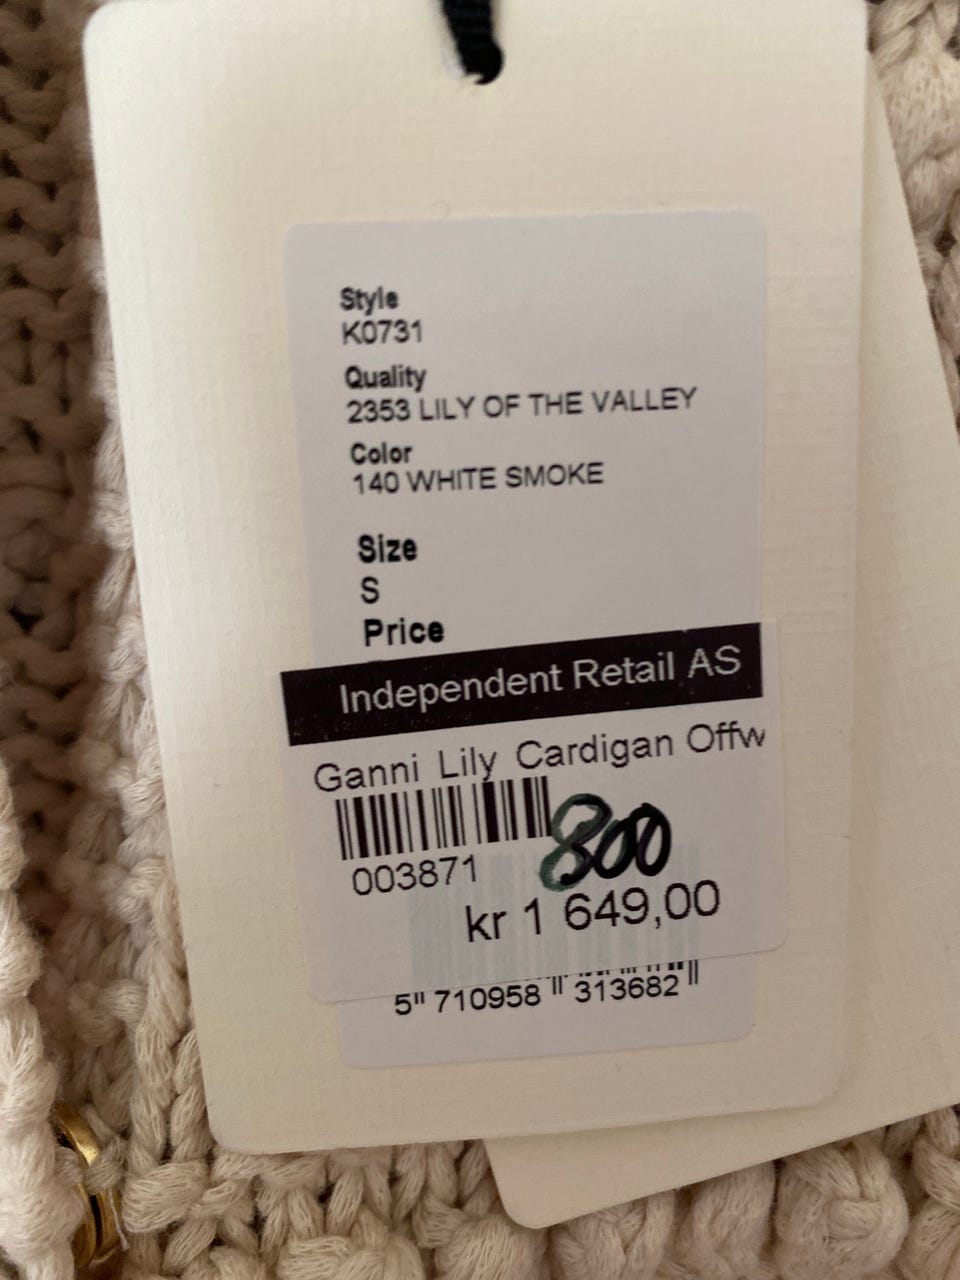 Style
K0731
Quality
2353 LILY OF THE VALLEY
Color
140 WHITE SMOKE
Size
S
Price
Independent Retail AS
Ganni Lily Cardigan Offw
800
003871
kr 1 649,00
5 710958 313682